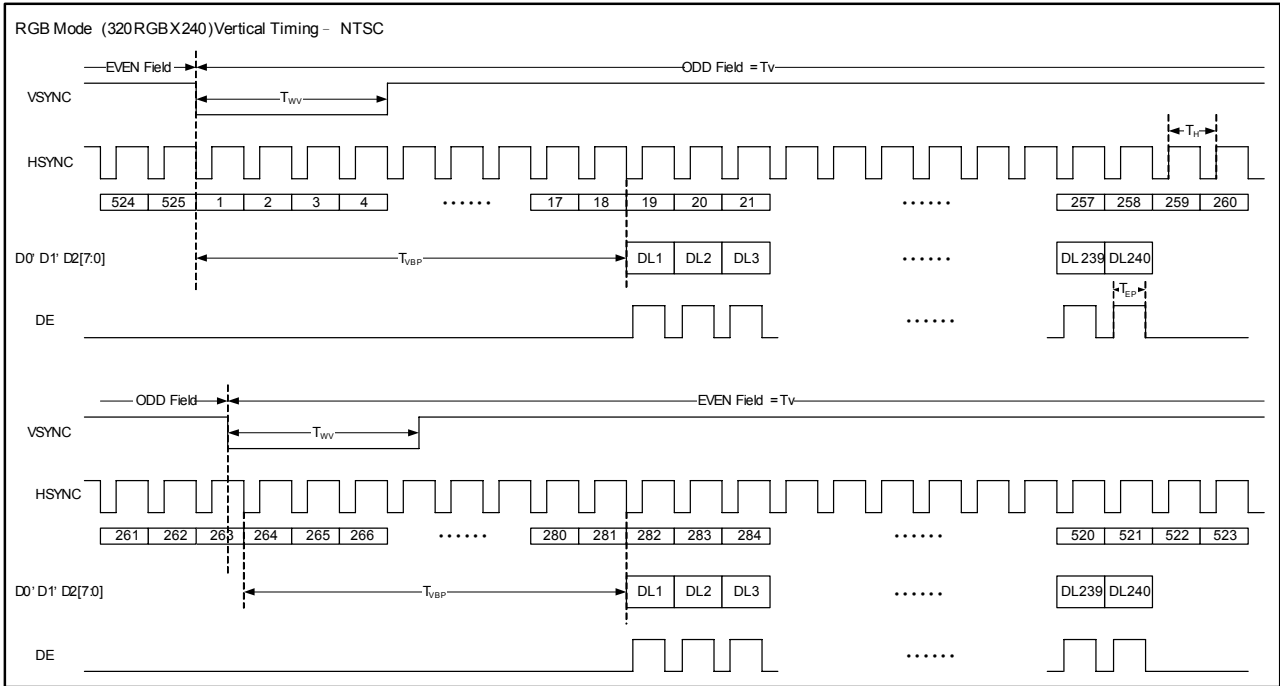 RGB Mode (320RGBX240)Vertical Timing – NTSC
EVEN Field
ODD Field = Tv
VSYNC
TWV
TH
HSYNC
524 525 1 2 3 4 ······ 17 18 19 20 21 ······ 257 258 259 260
D0' D1' D2[7:0]
TVBP
DL1 DL2 DL3 ······ DL239 DL240
TEP
DE
······
ODD Field
EVEN Field = Tv
VSYNC
TWV
HSYNC
261 262 263 264 265 266 ······ 280 281 282 283 284 ······ 520 521 522 523
D0' D1' D2[7:0]
TVBP
DL1 DL2 DL3 ······ DL239 DL240
DE
······